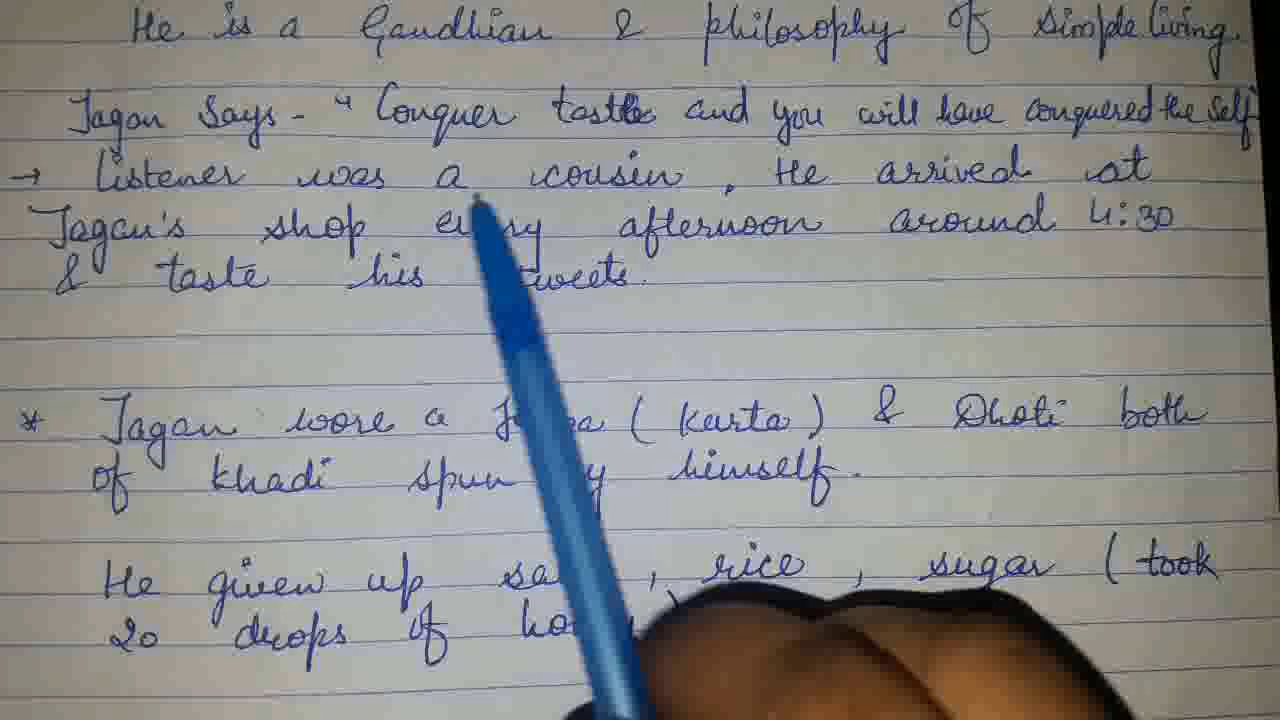 He is a Gandhian & philosophy of simple living.
Jagan Says - " Conquer taste and you will have conquered the self
→ Listener was a cousin. He arrived at
Jagan's shop every afternoon around 4:30
& taste his
* Jagan wore a (Kurta) & Dhoti both
of khadi spun himself.
He given up , rice , sugar ( took
20 drops of